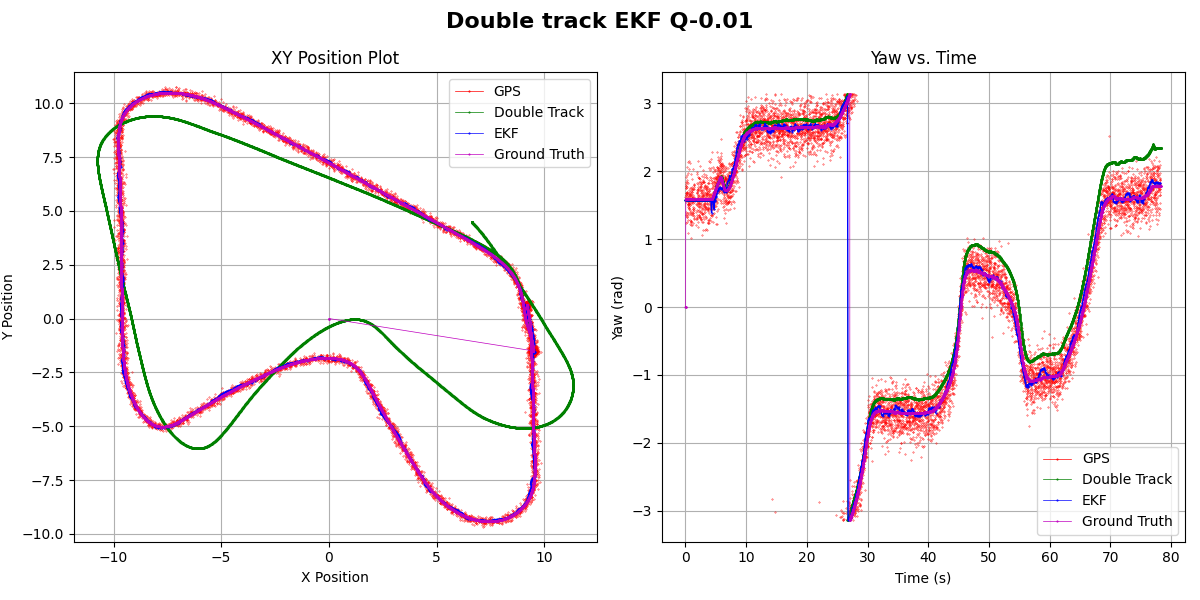 Double track EKF Q-0.01
XY Position Plot
GPS
Double Track
EKF
Ground Truth
10.0
7.5
5.0
2.5
0.0
−2.5
−5.0
−7.5
−10.0
Y Position
−10
−5
0
5
10
X Position
Yaw vs. Time
3
2
1
0
−1
−2
−3
Yaw (rad)
GPS
Double Track
EKF
Ground Truth
0
10
20
30
40
50
60
70
80
Time (s)